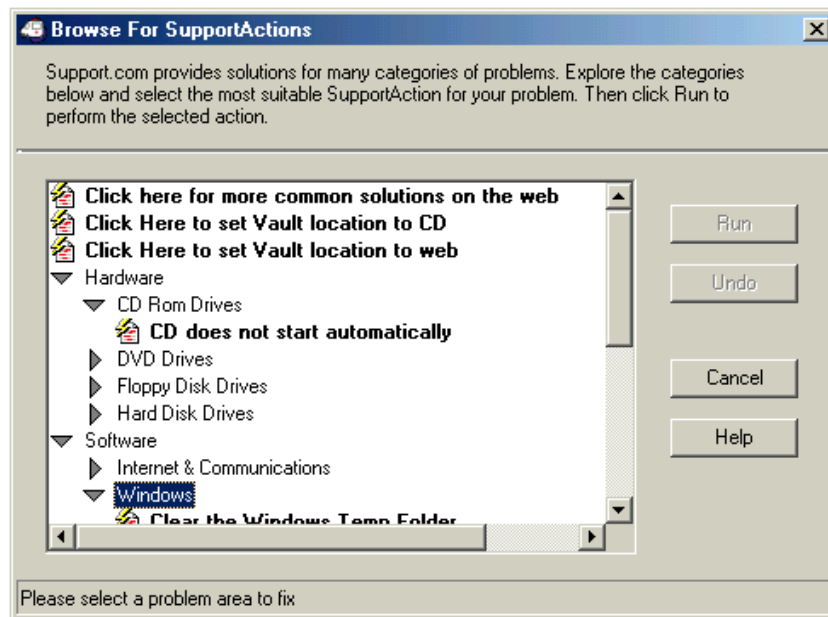 Browse For SupportActions
Support.com provides solutions for many categories of problems. Explore the categories
below and select the most suitable SupportAction for your problem. Then click Run to
perform the selected action.
Click here for more common solutions on the web
Click Here to set Vault location to CD
Click Here to set Vault location to web
Hardware
CD Rom Drives
CD does not start automatically
DVD Drives
Floppy Disk Drives
Hard Disk Drives
Software
Internet & Communications
Windows
Clear the Windows Temp Folder
Run
Undo
Cancel
Help
Please select a problem area to fix